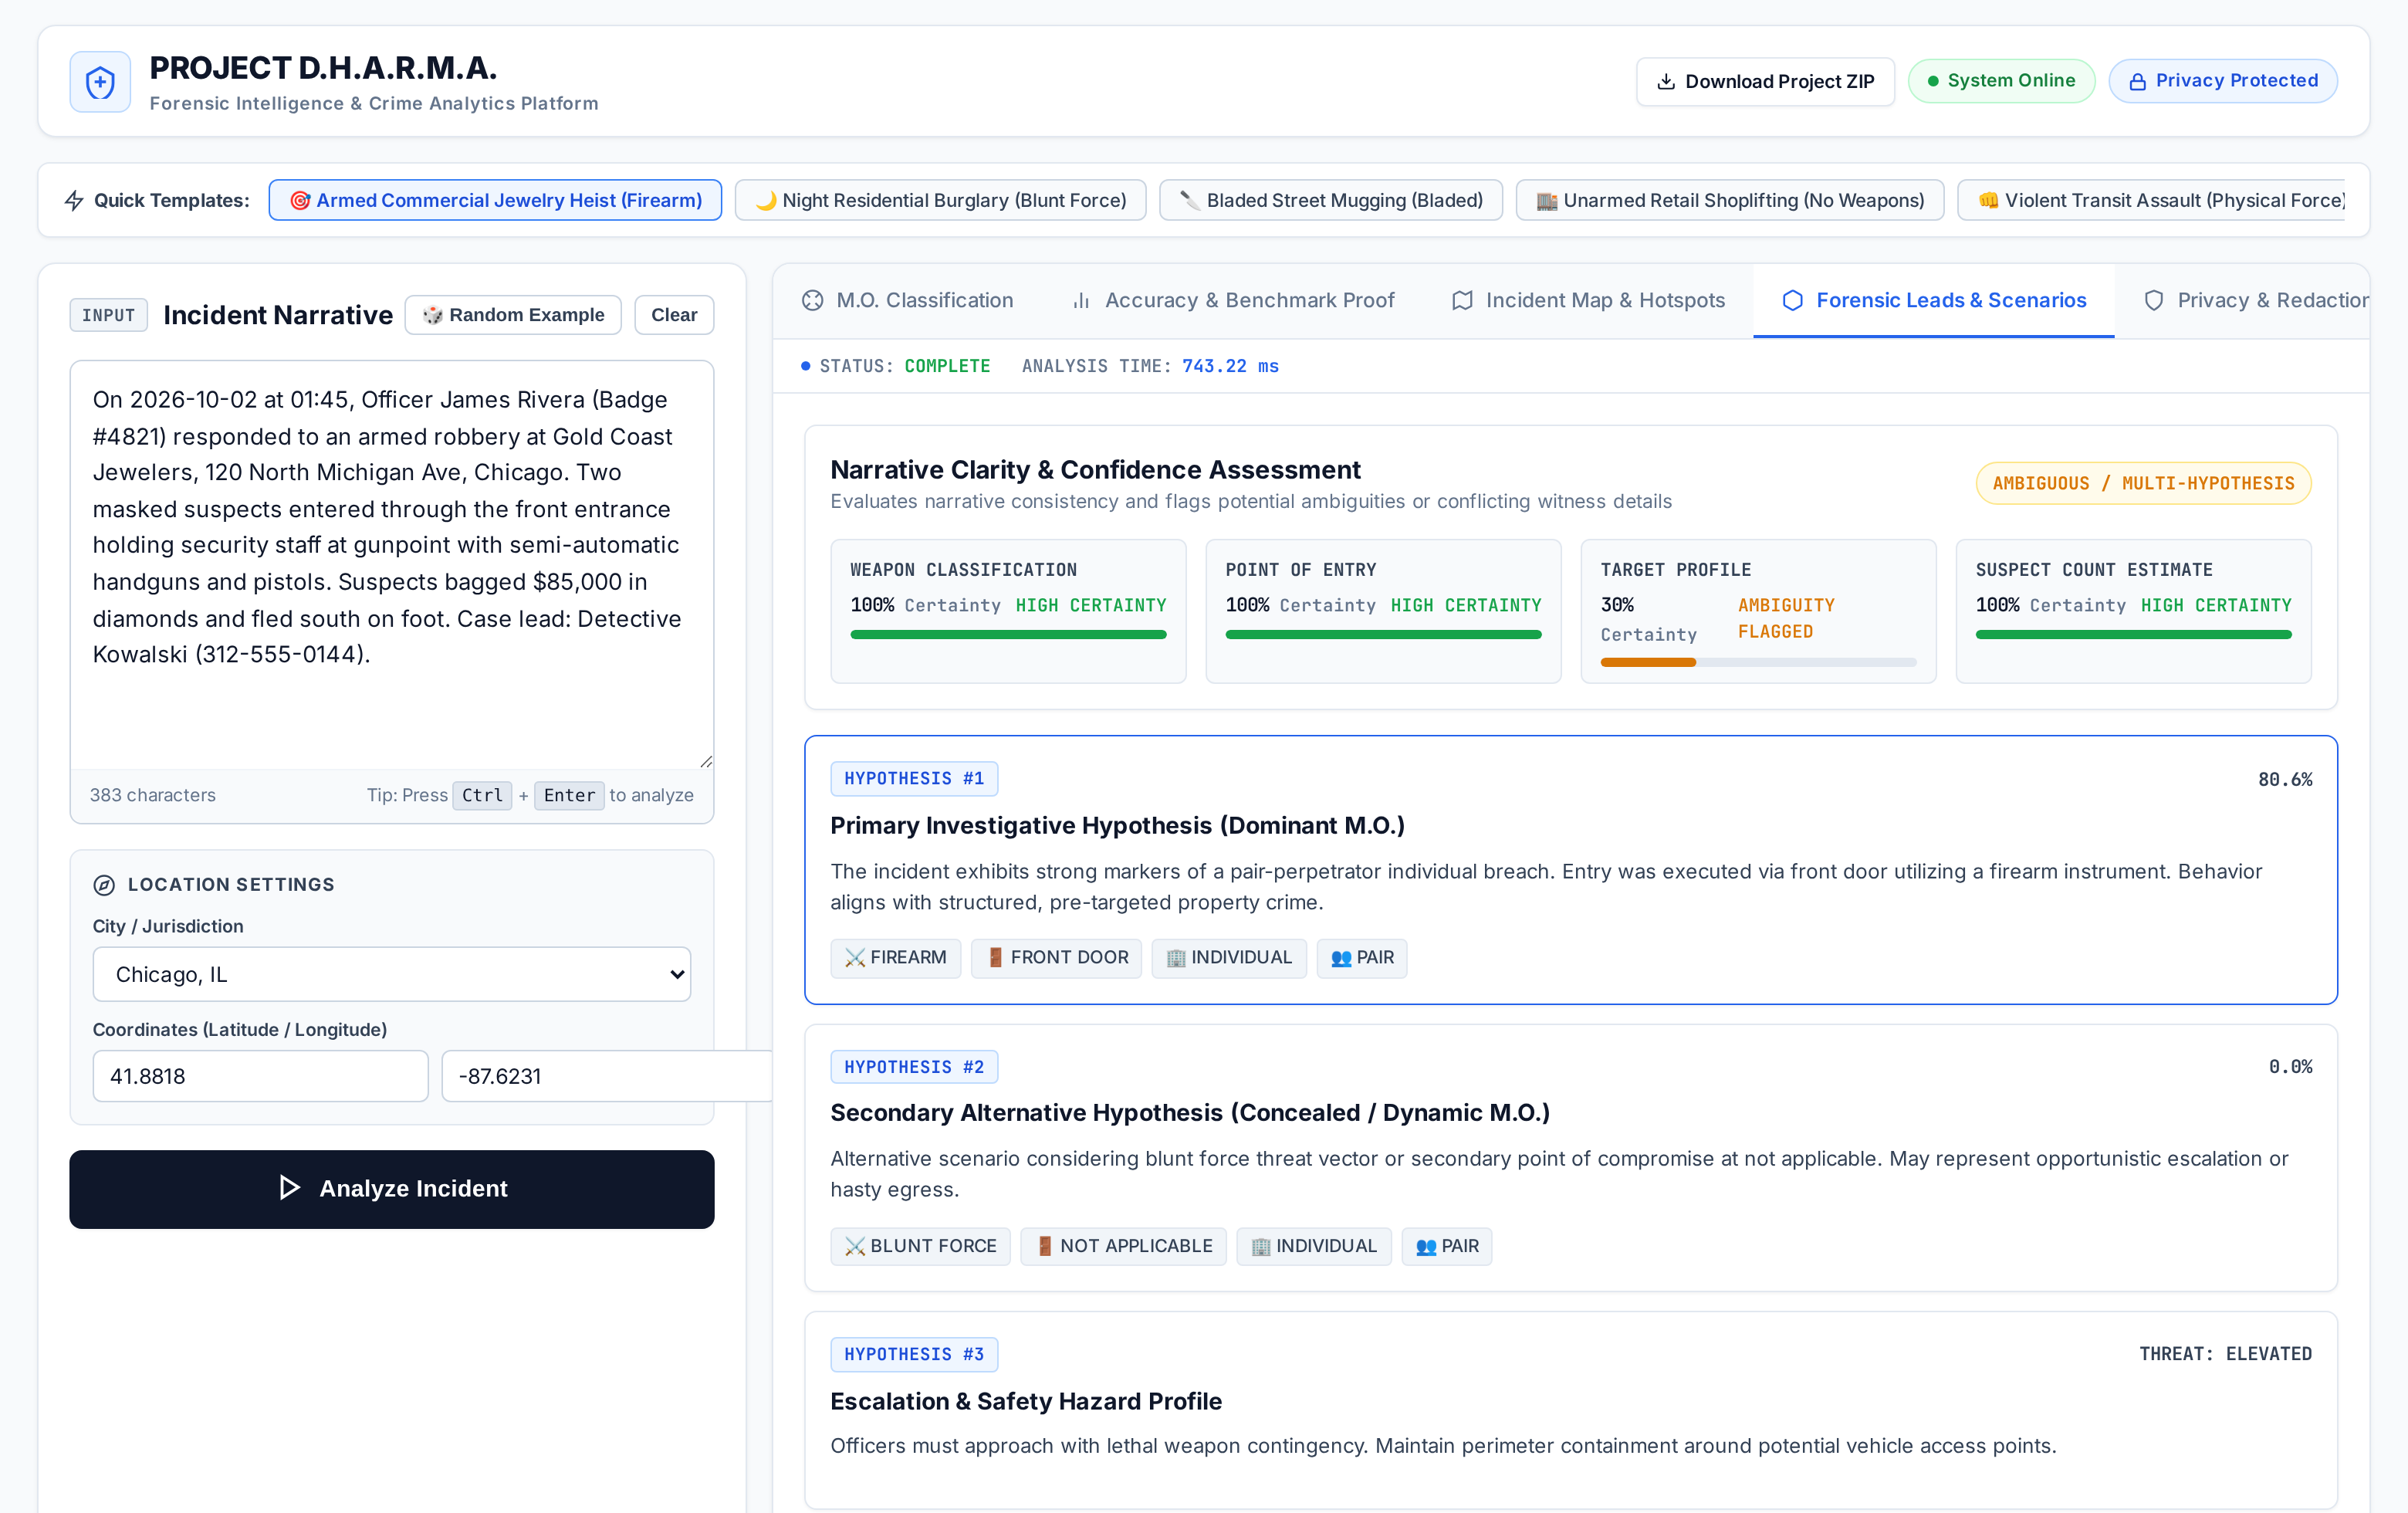 PROJECT D.H.A.R.M.A.
Forensic Intelligence & Crime Analytics Platform
Download Project ZIP
System Online
Privacy Protected
Quick Templates:
🎯 Armed Commercial Jewelry Heist (Firearm)
🌙 Night Residential Burglary (Blunt Force)
🔪 Bladed Street Mugging (Bladed)
🏬 Unarmed Retail Shoplifting (No Weapons)
👊 Violent Transit Assault (Physical Force)
INPUT
Incident Narrative
🎲 Random Example
Clear
On 2026-10-02 at 01:45, Officer James Rivera (Badge
#4821) responded to an armed robbery at Gold Coast
Jewelers, 120 North Michigan Ave, Chicago. Two
masked suspects entered through the front entrance
holding security staff at gunpoint with semi-automatic
handguns and pistols. Suspects bagged $85,000 in
diamonds and fled south on foot. Case lead: Detective
Kowalski (312-555-0144).
383 characters
Tip: Press Ctrl + Enter to analyze
LOCATION SETTINGS
City / Jurisdiction
Chicago, IL
Coordinates (Latitude / Longitude)
41.8818
-87.6231
Analyze Incident
M.O. Classification
Accuracy & Benchmark Proof
Incident Map & Hotspots
Forensic Leads & Scenarios
Privacy & Redaction
STATUS: COMPLETE
ANALYSIS TIME: 743.22 ms
Narrative Clarity & Confidence Assessment
Evaluates narrative consistency and flags potential ambiguities or conflicting witness details
AMBIGUOUS / MULTI-HYPOTHESIS
WEAPON CLASSIFICATION
100% Certainty HIGH CERTAINTY
POINT OF ENTRY
100% Certainty HIGH CERTAINTY
TARGET PROFILE
30% Certainty
AMBIGUITY FLAGGED
SUSPECT COUNT ESTIMATE
100% Certainty HIGH CERTAINTY
HYPOTHESIS #1
80.6%
Primary Investigative Hypothesis (Dominant M.O.)
The incident exhibits strong markers of a pair-perpetrator individual breach. Entry was executed via front door utilizing a firearm instrument. Behavior
aligns with structured, pre-targeted property crime.
⚔️ FIREARM
🚪 FRONT DOOR
🏢 INDIVIDUAL
👥 PAIR
HYPOTHESIS #2
0.0%
Secondary Alternative Hypothesis (Concealed / Dynamic M.O.)
Alternative scenario considering blunt force threat vector or secondary point of compromise at not applicable. May represent opportunistic escalation or
hasty egress.
⚔️ BLUNT FORCE
🚪 NOT APPLICABLE
🏢 INDIVIDUAL
👥 PAIR
HYPOTHESIS #3
THREAT: ELEVATED
Escalation & Safety Hazard Profile
Officers must approach with lethal weapon contingency. Maintain perimeter containment around potential vehicle access points.